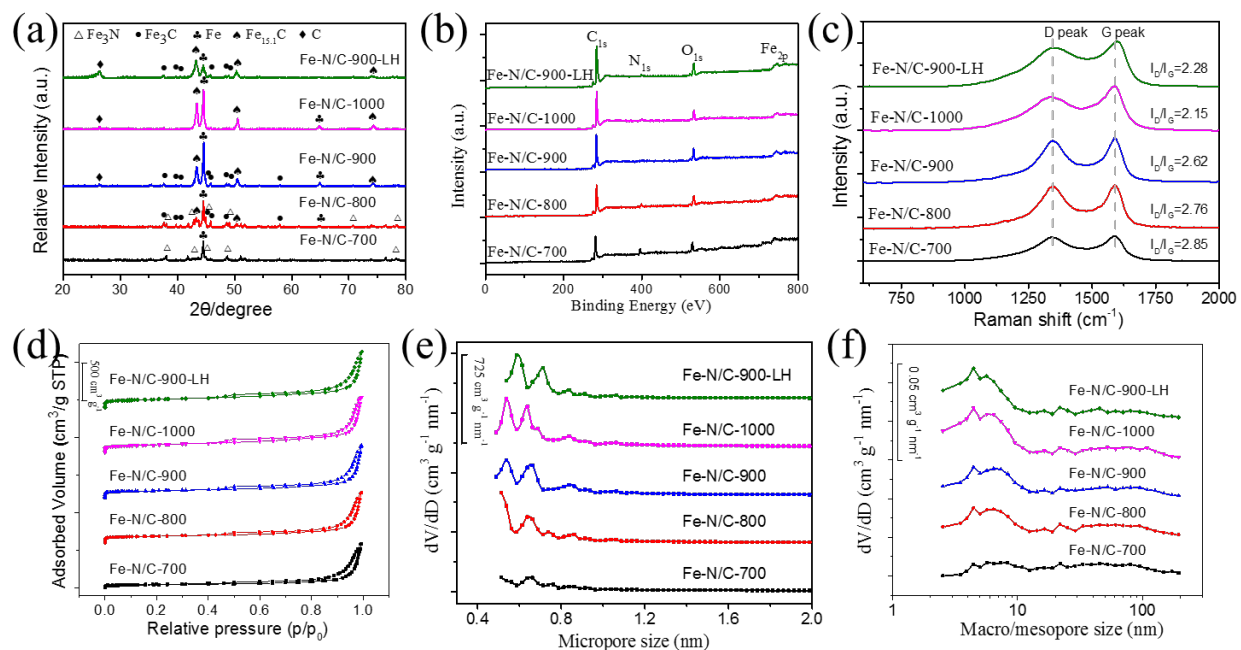 (a)
△ Fe3N ● Fe3C ♣ Fe ♠ Fe15.1C ♦ C
Fe-N/C-900-LH
Fe-N/C-1000
Fe-N/C-900
Fe-N/C-800
Fe-N/C-700
Relative Intensity (a.u.)
20 30 40 50 60 70 80
2θ/degree
(b)
C1s
N1s
O1s
Fe2p
Fe-N/C-900-LH
Fe-N/C-1000
Fe-N/C-900
Fe-N/C-800
Fe-N/C-700
Intensity (a.u.)
0 200 400 600 800
Binding Energy (eV)
(c)
D peak G peak
Fe-N/C-900-LH
ID/IG=2.28
Fe-N/C-1000
ID/IG=2.15
Fe-N/C-900
ID/IG=2.62
Fe-N/C-800
ID/IG=2.76
Fe-N/C-700
ID/IG=2.85
Intensity (a.u.)
750 1000 1250 1500 1750 2000
Raman shift (cm-1)
(d)
500 cm3 g-1
Fe-N/C-900-LH
Fe-N/C-1000
Fe-N/C-900
Fe-N/C-800
Fe-N/C-700
Adsorbed Volume (cm3/g STP)
0.0 0.2 0.4 0.6 0.8 1.0
Relative pressure (p/p0)
(e)
725 cm3 g-1 nm-1
Fe-N/C-900-LH
Fe-N/C-1000
Fe-N/C-900
Fe-N/C-800
Fe-N/C-700
dV/dD (cm3 g-1 nm-1)
0.4 0.8 1.2 1.6 2.0
Micropore size (nm)
(f)
0.05 cm3 g-1 nm-1
Fe-N/C-900-LH
Fe-N/C-1000
Fe-N/C-900
Fe-N/C-800
Fe-N/C-700
dV/dD (cm3 g-1 nm-1)
1 10 100
Macro/mesopore size (nm)